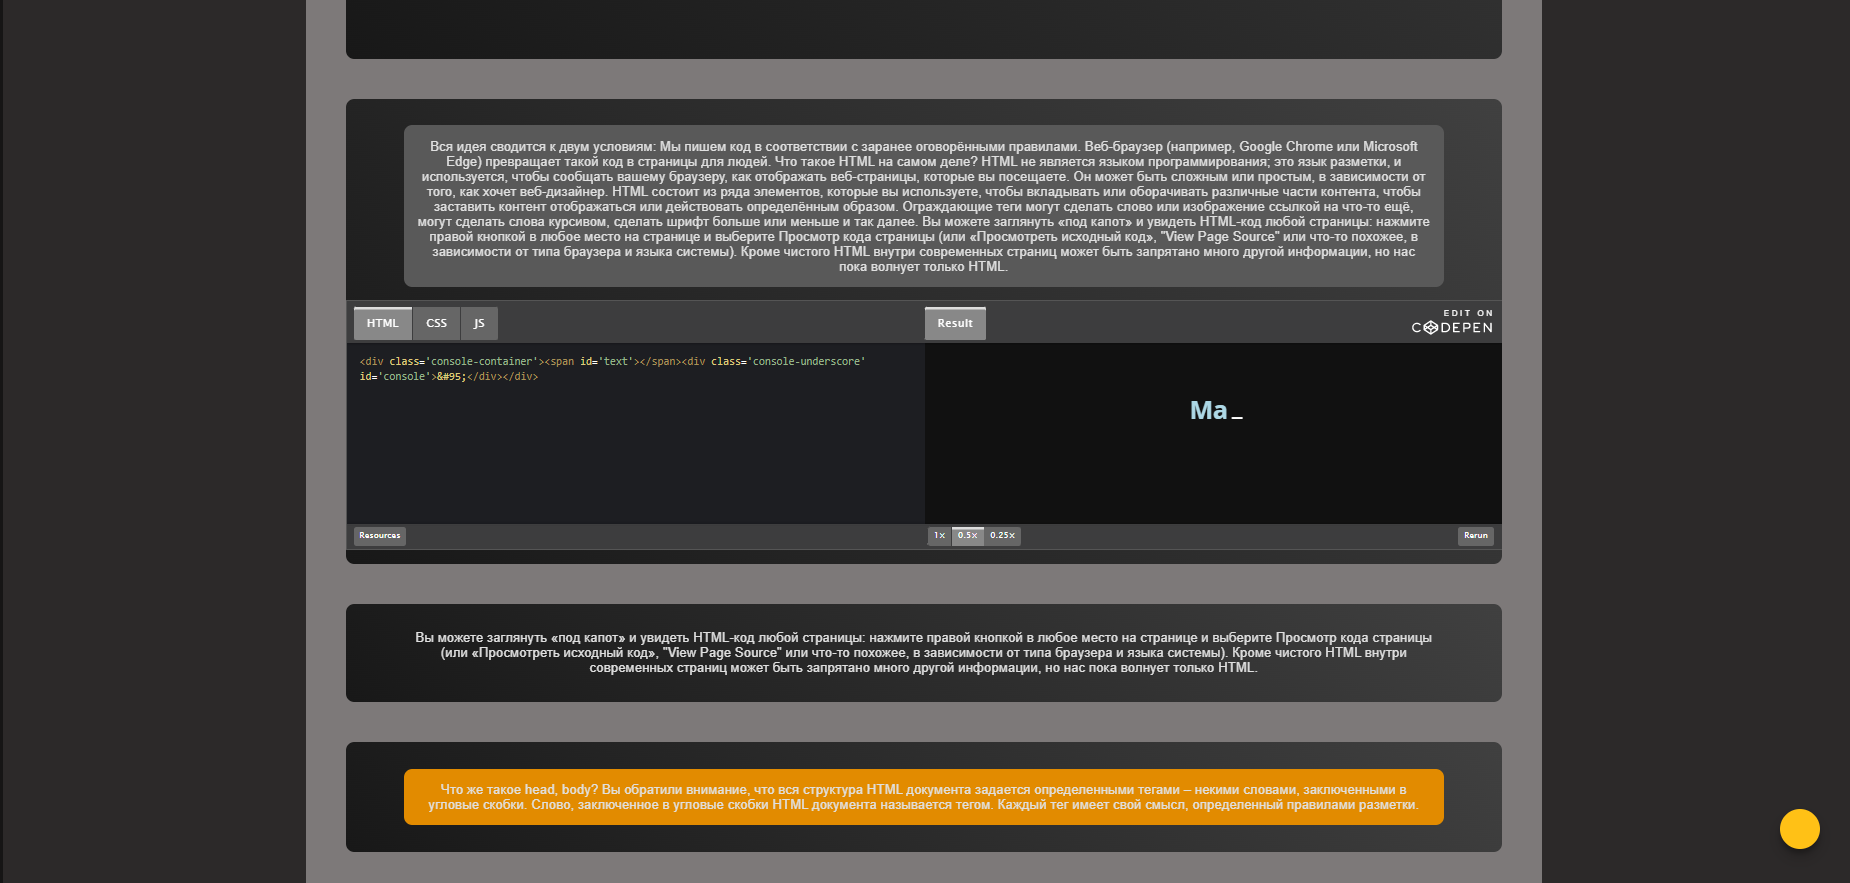 Вся идея сводится к двум условиям: Мы пишем код в соответствии с заранее оговорёнными правилами. Веб-браузер (например, Google Chrome или Microsoft
Edge) превращает такой код в страницы для людей. Что такое HTML на самом деле? HTML не является языком программирования; это язык разметки, и
используется, чтобы сообщать вашему браузеру, как отображать веб-страницы, которые вы посещаете. Он может быть сложным или простым, в зависимости от
того, как хочет веб-дизайнер. HTML состоит из ряда элементов, которые вы используете, чтобы вкладывать или оборачивать различные части контента, чтобы
заставить контент отображаться или действовать определённым образом. Ограждающие теги могут сделать слово или изображение ссылкой на что-то ещё,
могут сделать слова курсивом, сделать шрифт больше или меньше и так далее. Вы можете заглянуть «под капот» и увидеть HTML-код любой страницы: нажмите
правой кнопкой в любое место на странице и выберите Просмотр кода страницы (или «Просмотреть исходный код», "View Page Source" или что-то похожее, в
зависимости от типа браузера и языка системы). Кроме чистого HTML внутри современных страниц может быть запрятано много другой информации, но нас
пока волнует только HTML.
HTML CSS JS
Result
EDIT ON
CODEPEN
<div class='console-container'><span id='text'></span><div class='console-underscore'
id='console'>&#95;</div></div>
Ma_
Resources
1× 0.5× 0.25×
Rerun
Вы можете заглянуть «под капот» и увидеть HTML-код любой страницы: нажмите правой кнопкой в любое место на странице и выберите Просмотр кода страницы
(или «Просмотреть исходный код», "View Page Source" или что-то похожее, в зависимости от типа браузера и языка системы). Кроме чистого HTML внутри
современных страниц может быть запрятано много другой информации, но нас пока волнует только HTML.
Что же такое head, body? Вы обратили внимание, что вся структура HTML документа задается определенными тегами – некими словами, заключенными в
угловые скобки. Слово, заключенное в угловые скобки HTML документа называется тегом. Каждый тег имеет свой смысл, определенный правилами разметки.